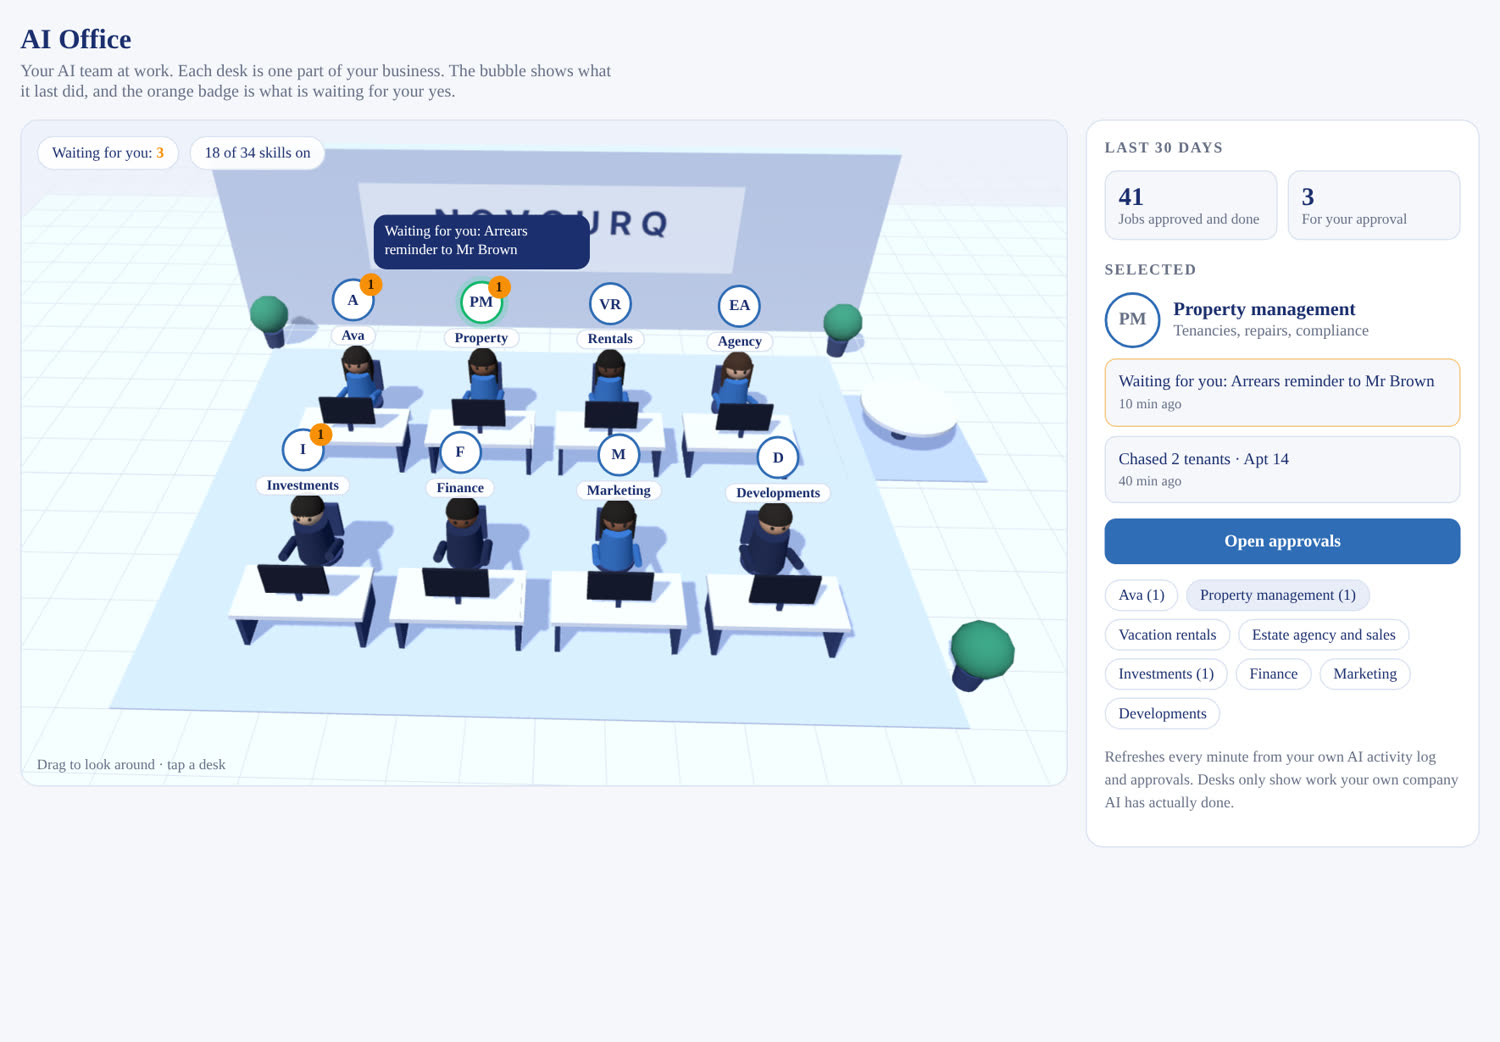 AI Office
Your AI team at work. Each desk is one part of your business. The bubble shows what
it last did, and the orange badge is what is waiting for your yes.
Waiting for you: 3
18 of 34 skills on
Waiting for you: Arrears
reminder to Mr Brown
A
1
PM
1
VR
EA
Ava
Property
Rentals
Agency
I
1
F
M
D
Investments
Finance
Marketing
Developments
Drag to look around · tap a desk
LAST 30 DAYS
41
Jobs approved and done
3
For your approval
SELECTED
PM
Property management
Tenancies, repairs, compliance
Waiting for you: Arrears reminder to Mr Brown
10 min ago
Chased 2 tenants · Apt 14
40 min ago
Open approvals
Ava (1)
Property management (1)
Vacation rentals
Estate agency and sales
Investments (1)
Finance
Marketing
Developments
Refreshes every minute from your own AI activity log
and approvals. Desks only show work your own company
AI has actually done.